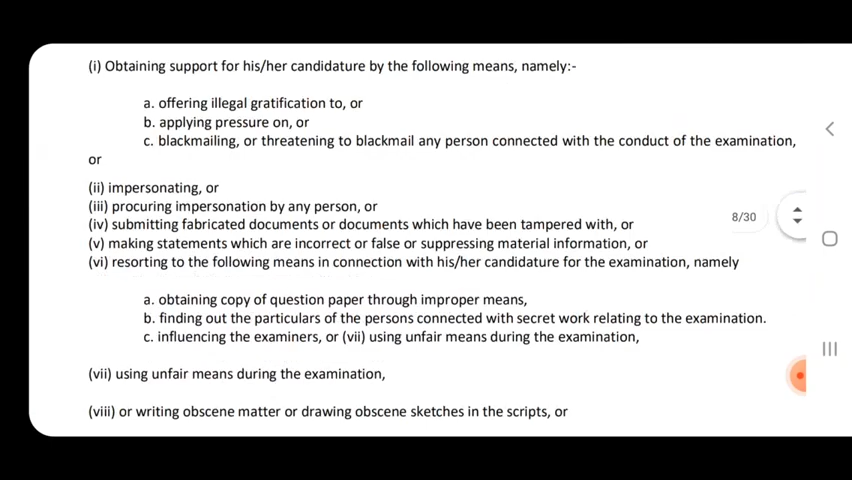 (i) Obtaining support for his/her candidature by the following means, namely:-
a. offering illegal gratification to, or
b. applying pressure on, or
c. blackmailing, or threatening to blackmail any person connected with the conduct of the examination,
or
(ii) impersonating, or
(iii) procuring impersonation by any person, or
(iv) submitting fabricated documents or documents which have been tampered with, or
8/30
(v) making statements which are incorrect or false or suppressing material information, or
(vi) resorting to the following means in connection with his/her candidature for the examination, namely
a. obtaining copy of question paper through improper means,
b. finding out the particulars of the persons connected with secret work relating to the examination.
c. influencing the examiners, or (vii) using unfair means during the examination,
(vii) using unfair means during the examination,
(viii) or writing obscene matter or drawing obscene sketches in the scripts, or